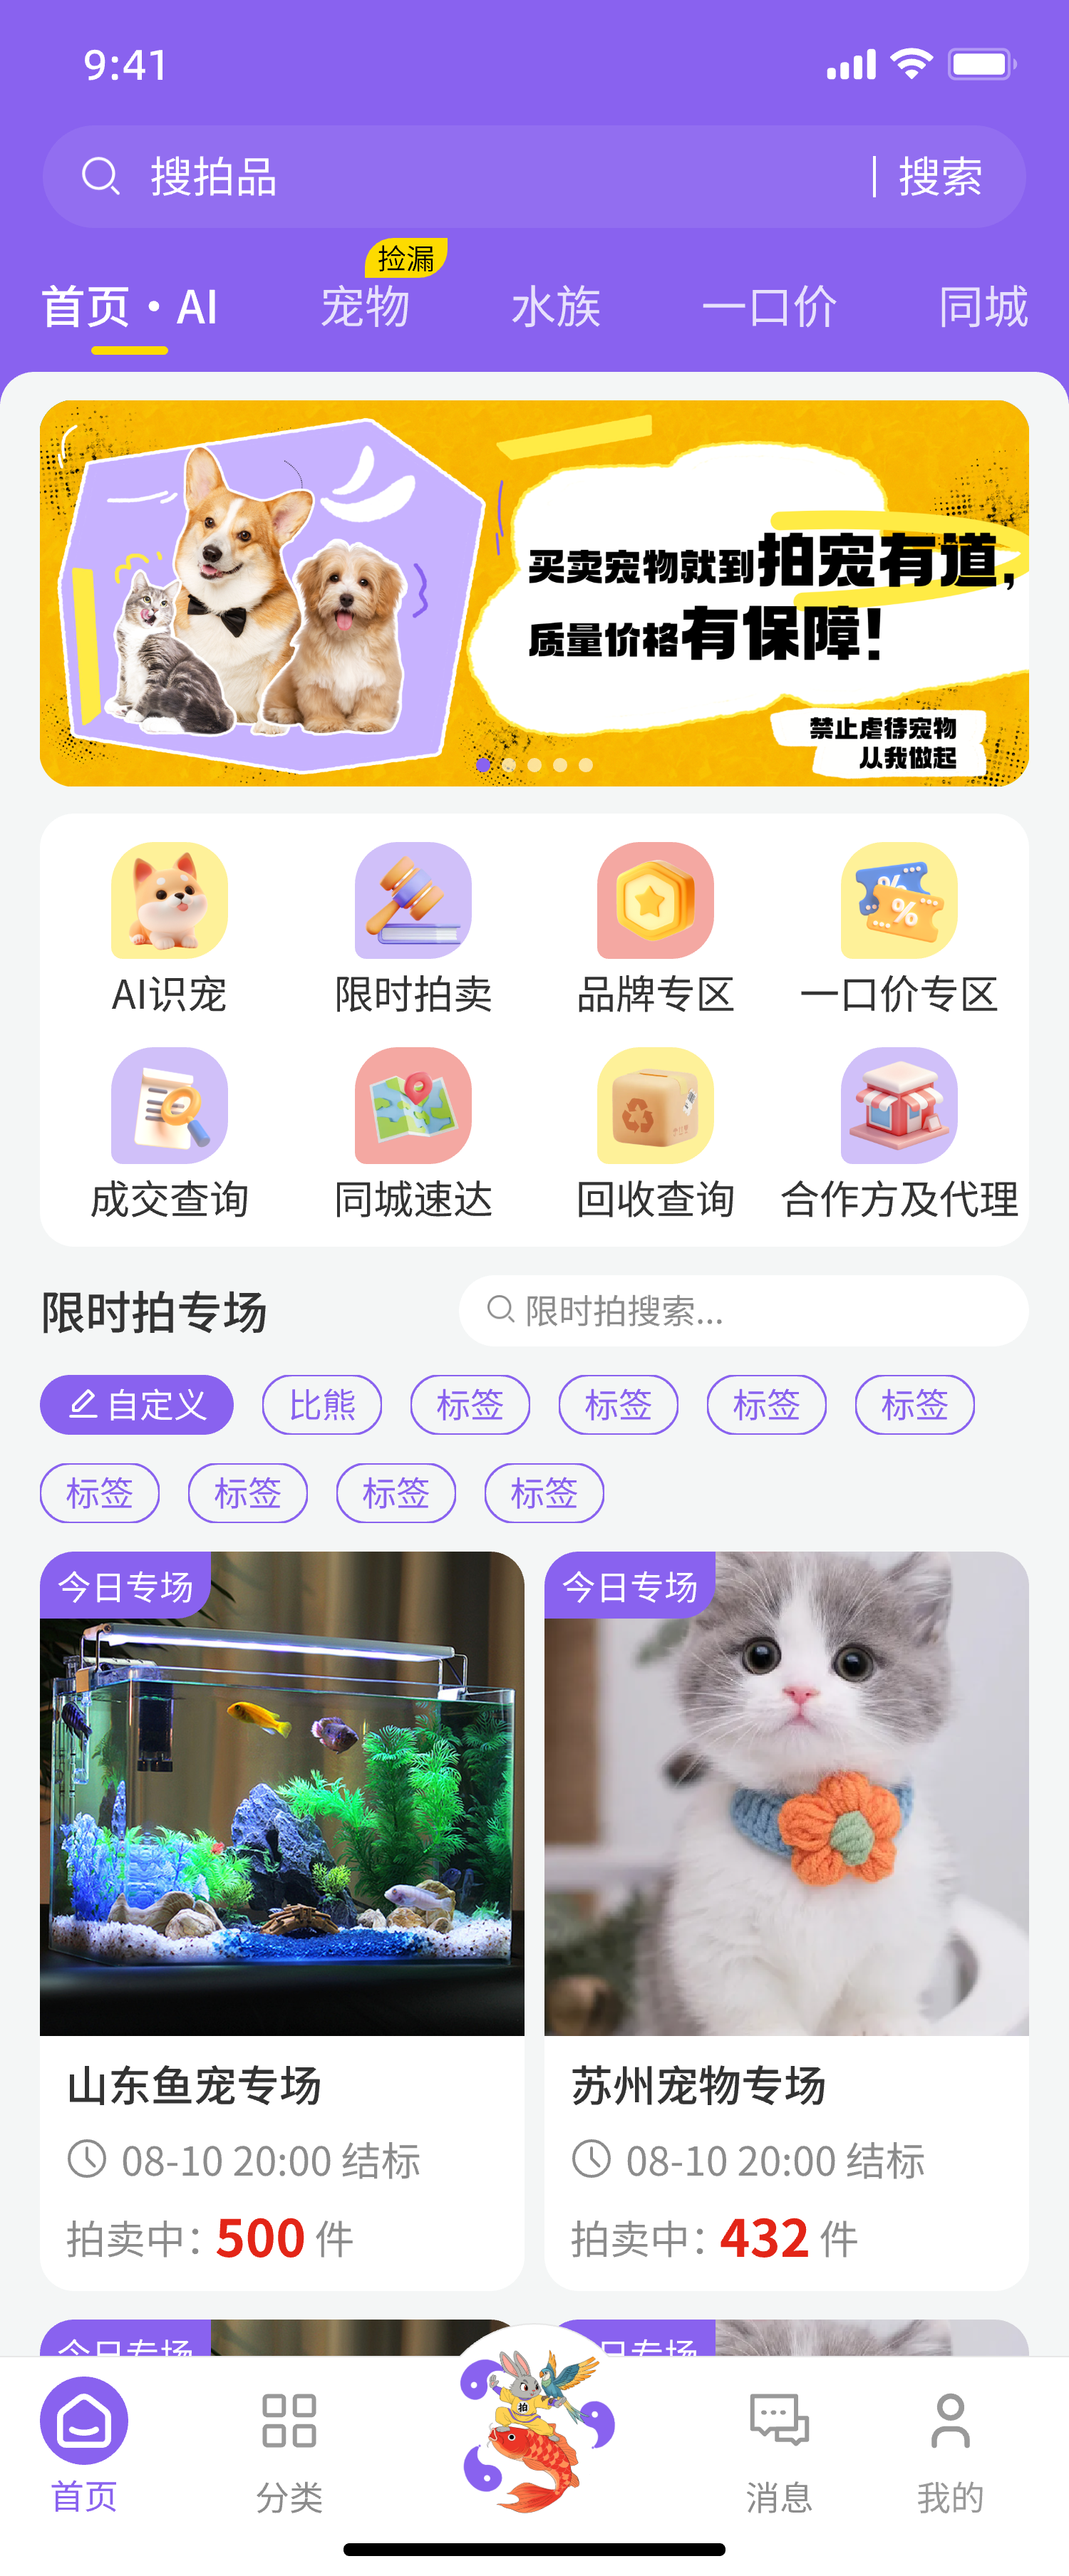 9:41
搜拍品
搜索
捡漏
首页·AI 宠物 水族 一口价 同城
买卖宠物就到拍宠有道,
质量价格有保障!
禁止虐待宠物
从我做起
AI识宠 限时拍卖 品牌专区 一口价专区
成交查询 同城速达 回收查询 合作方及代理
限时拍专场
限时拍搜索...
自定义 比熊 标签 标签 标签 标签
标签 标签 标签 标签
今日专场 今日专场
山东鱼宠专场
08-10 20:00 结标
拍卖中：500 件
苏州宠物专场
08-10 20:00 结标
拍卖中：432 件
今日专场 日专场
拍
首页 分类 消息 我的